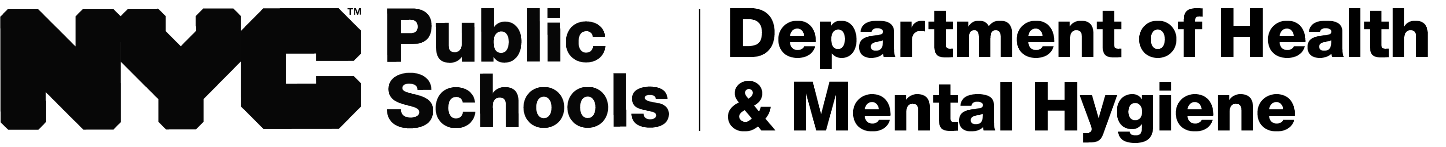 NYC™ Public Schools
Department of Health
& Mental Hygiene